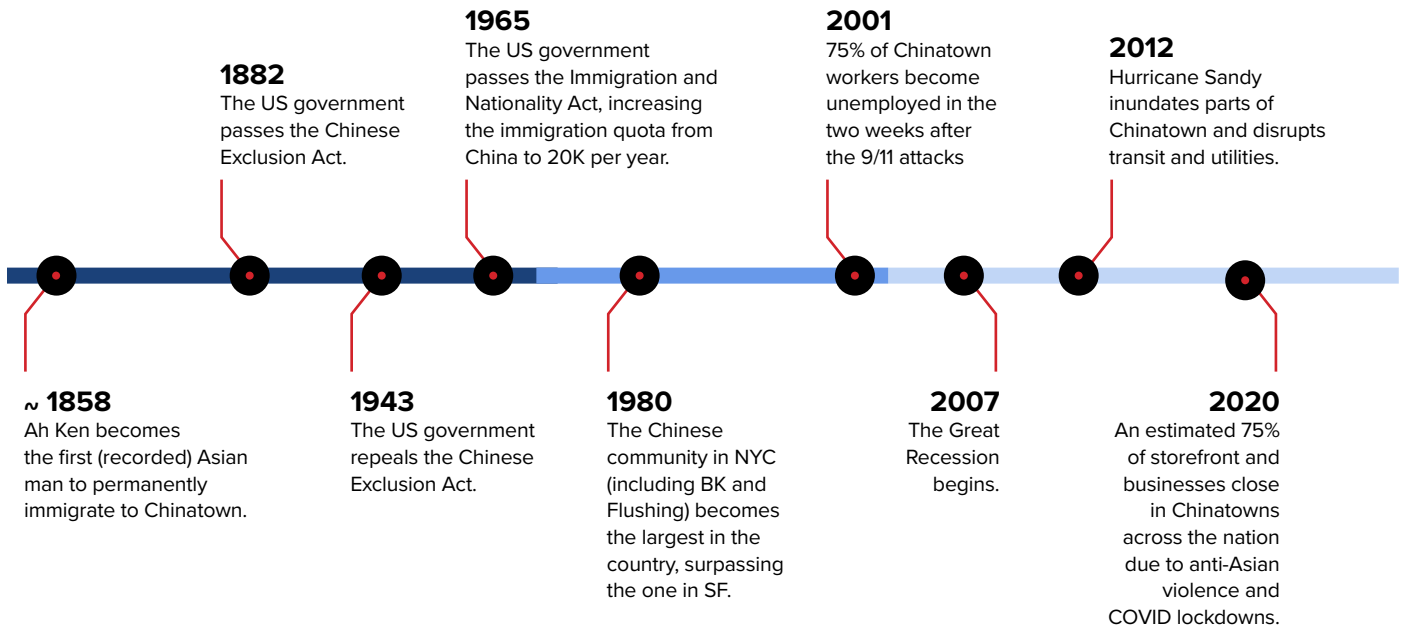 ~ 1858
Ah Ken becomes
the first (recorded) Asian
man to permanently
immigrate to Chinatown.
1882
The US government
passes the Chinese
Exclusion Act.
1943
The US government
repeals the Chinese
Exclusion Act.
1965
The US government
passes the Immigration and
Nationality Act, increasing
the immigration quota from
China to 20K per year.
1980
The Chinese
community in NYC
(including BK and
Flushing) becomes
the largest in the
country, surpassing
the one in SF.
2001
75% of Chinatown
workers become
unemployed in the
two weeks after
the 9/11 attacks
2007
The Great
Recession
begins.
2012
Hurricane Sandy
inundates parts of
Chinatown and disrupts
transit and utilities.
2020
An estimated 75%
of storefront and
businesses close
in Chinatowns
across the nation
due to anti-Asian
violence and
COVID lockdowns.